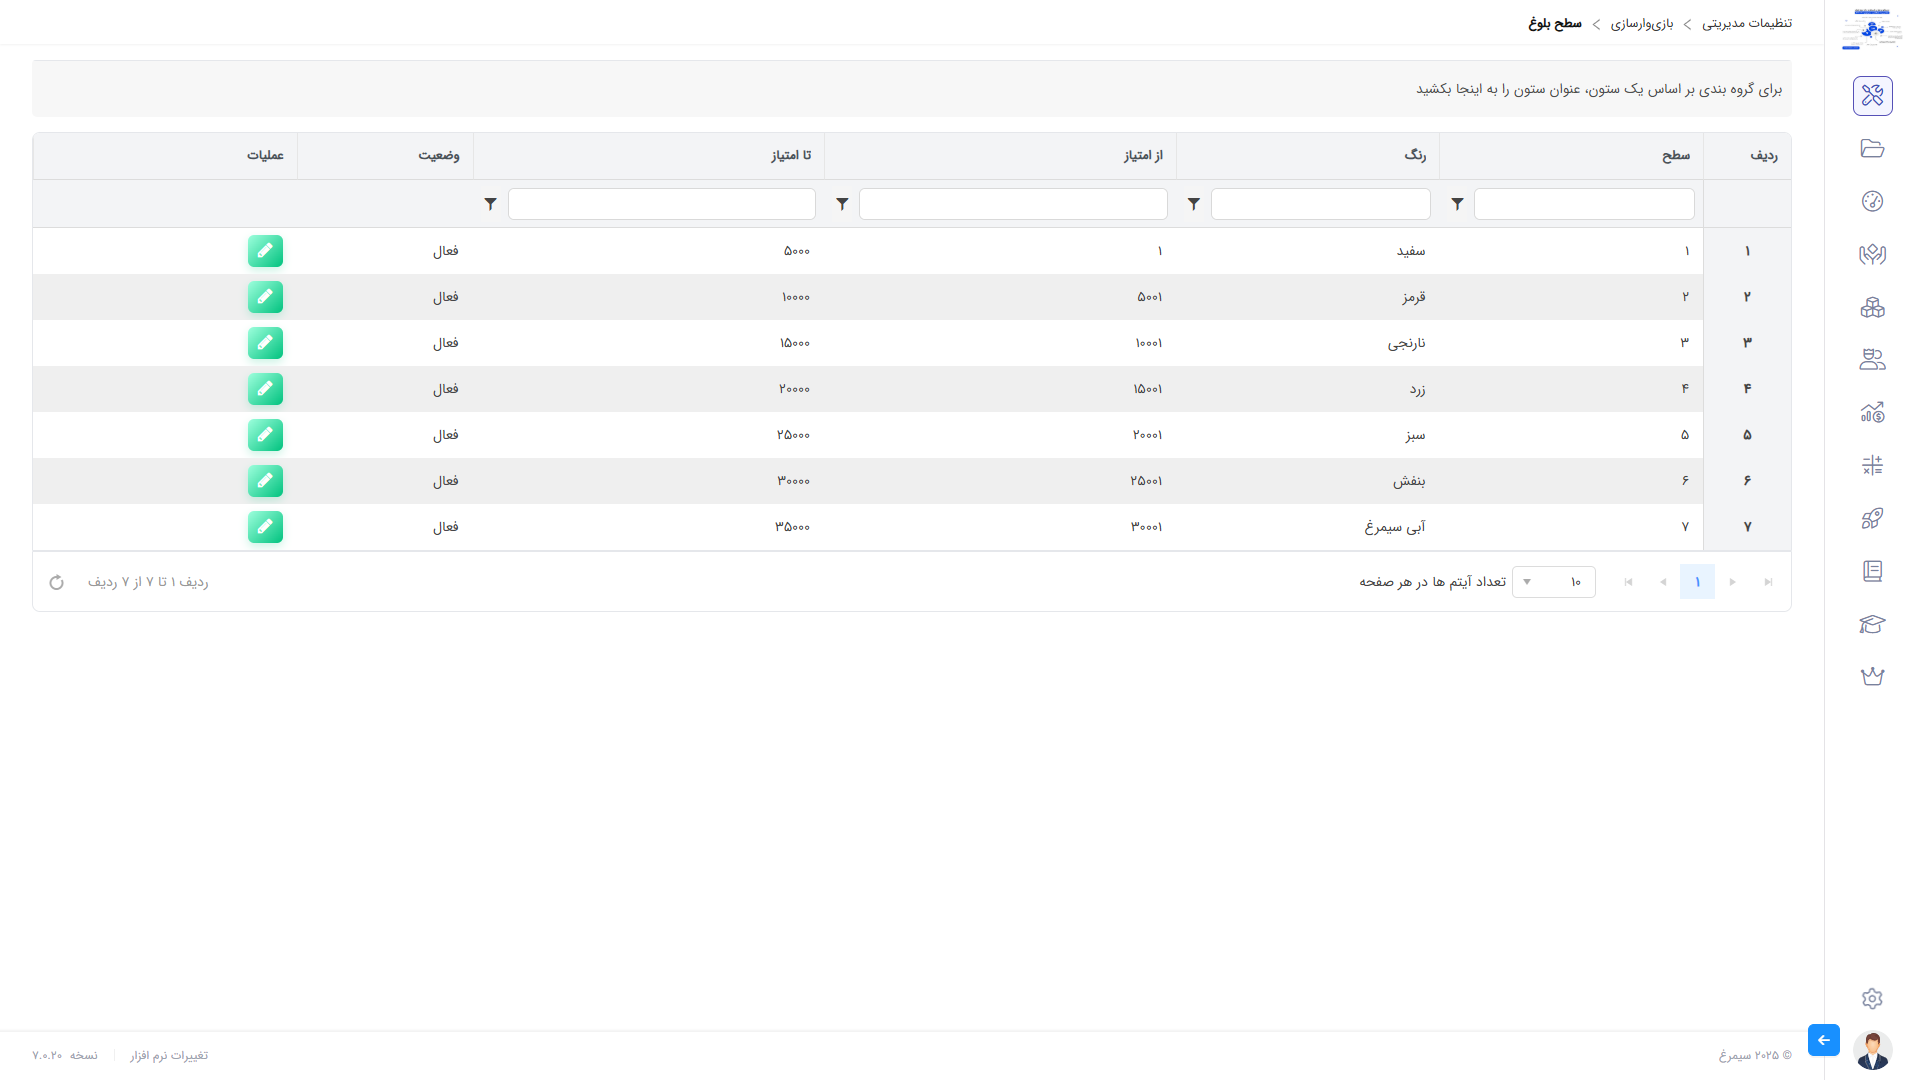 تنظیمات مدیریتی > بازی‌وارسازی > سطح بلوغ
برای گروه بندی بر اساس یک ستون، عنوان ستون را به اینجا بکشید
ردیف سطح رنگ از امتیاز تا امتیاز وضعیت عملیات
۱ ۱ سفید ۱ ۵۰۰۰ فعال
۲ ۲ قرمز ۵۰۰۱ ۱۰۰۰۰ فعال
۳ ۳ نارنجی ۱۰۰۰۱ ۱۵۰۰۰ فعال
۴ ۴ زرد ۱۵۰۰۱ ۲۰۰۰۰ فعال
۵ ۵ سبز ۲۰۰۰۱ ۲۵۰۰۰ فعال
۶ ۶ بنفش ۲۵۰۰۱ ۳۰۰۰۰ فعال
۷ ۷ آبی سیمرغ ۳۰۰۰۱ ۳۵۰۰۰ فعال
۱ ۱۰ تعداد آیتم ها در هر صفحه ردیف ۱ تا ۷ از ۷ ردیف
© ۲۰۲۵ سیمرغ تغییرات نرم افزار نسخه ۷.۰.۲۰